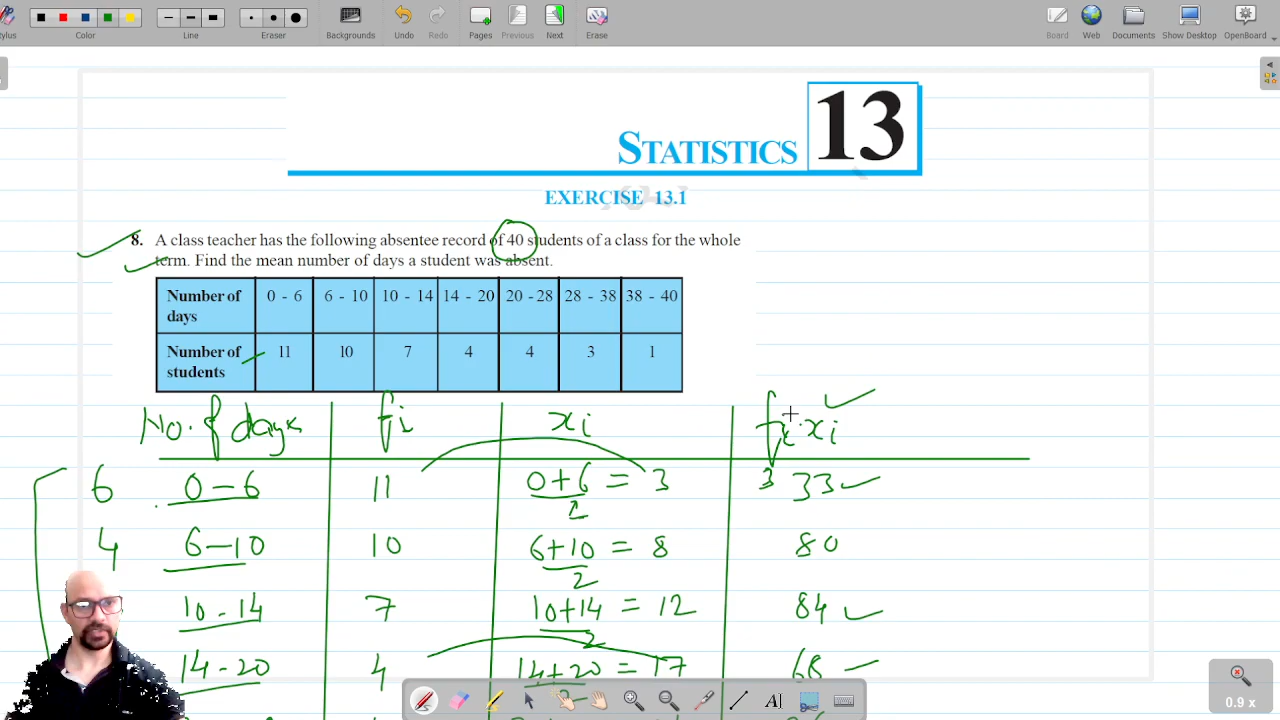 tylus
Color
Line
Eraser
Backgrounds
Undo
Redo
Pages
Previous
Next
Erase
Board
Web
Documents
Show Desktop
OpenBoard
STATISTICS
13
EXERCISE 13.1
8. A class teacher has the following absentee record of 40 students of a class for the whole
term. Find the mean number of days a student was absent.
Number of days 0 - 6 6 - 10 10 - 14 14 - 20 20 - 28 28 - 38 38 - 40
Number of students 11 10 7 4 4 3 1
No. of days fi xi fi·xi
6 0 – 6 11 0+6 = 3 3 33
2
4 6 – 10 10 6+10 = 8 80
2
10 - 14 7 10+14 = 12 84
2
14 - 20 4 14+20 = 17 68
0.9 x